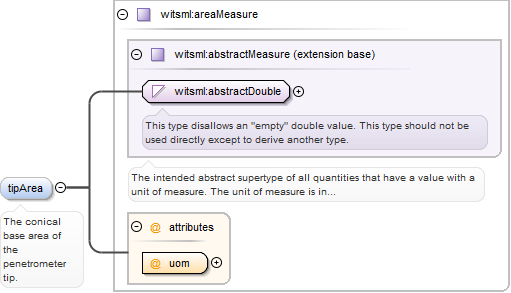 witsml:areaMeasure
witsml:abstractMeasure (extension base)
witsml:abstractDouble
This type disallows an "empty" double value. This type should not be
used directly except to derive another type.
The intended abstract supertype of all quantities that have a value with a
unit of measure. The unit of measure is in...
tipArea
The conical
base area of
the
penetrometer
tip.
@ attributes
@ uom